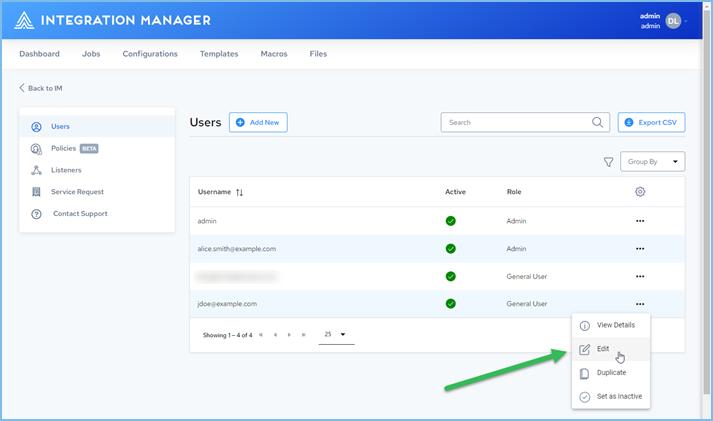 INTEGRATION MANAGER
admin
admin
DL
Dashboard Jobs Configurations Templates Macros Files
Back to IM
Users
Policies BETA
Listeners
Service Request
Contact Support
Users
Add New
Search
Export CSV
Group By
Username Active Role
admin Admin
alice.smith@example.com Admin
General User
jdoe@example.com General User
Showing 1 – 4 of 4 25
View Details
Edit
Duplicate
Set as Inactive